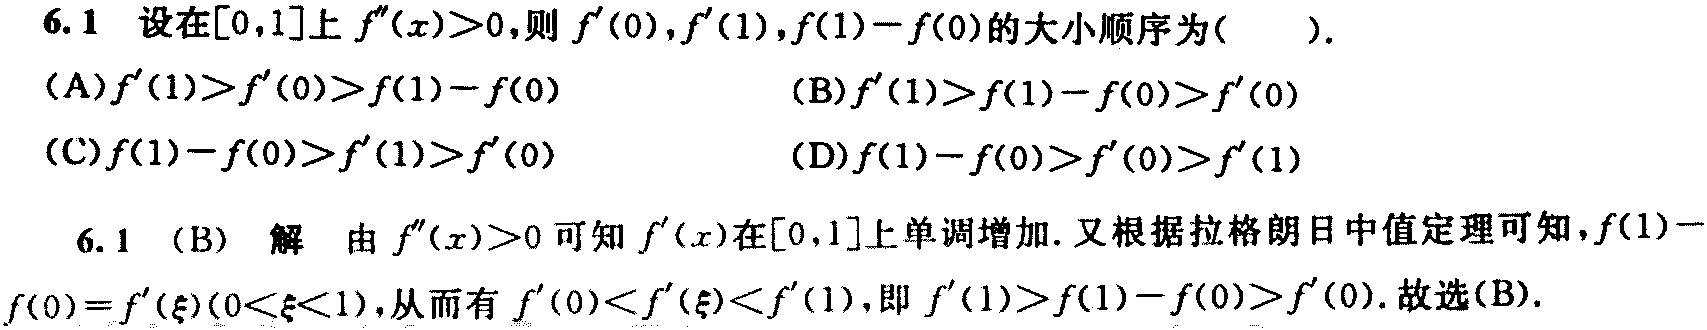 6.1 设在[0,1]上 f″(x)>0,则 f′(0),f′(1),f(1)-f(0)的大小顺序为(  ).
(A)f′(1)>f′(0)>f(1)-f(0) (B)f′(1)>f(1)-f(0)>f′(0)
(C)f(1)-f(0)>f′(1)>f′(0) (D)f(1)-f(0)>f′(0)>f′(1)
6.1 (B) 解 由 f″(x)>0 可知 f′(x)在[0,1]上单调增加.又根据拉格朗日中值定理可知,f(1)-
f(0)=f′(ξ)(0<ξ<1),从而有 f′(0)<f′(ξ)<f′(1),即 f′(1)>f(1)-f(0)>f′(0).故选(B).